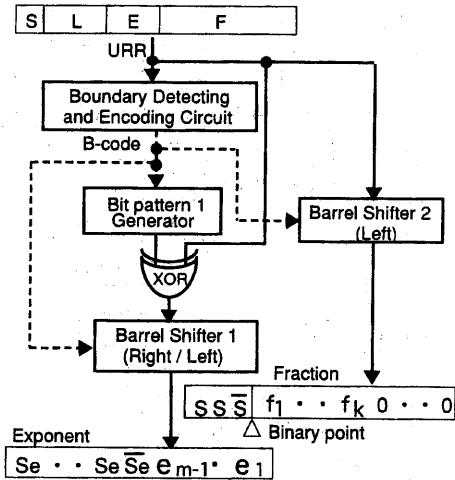 S L E F
URR
Boundary Detecting
and Encoding Circuit
B-code
Bit pattern 1
Generator
Barrel Shifter 2
(Left)
XOR
Barrel Shifter 1
(Right / Left)
Fraction
S S S̅ f1 · · fk 0 · · 0
Binary point
Exponent
Se · · Se S̅e̅ em-1 · e1